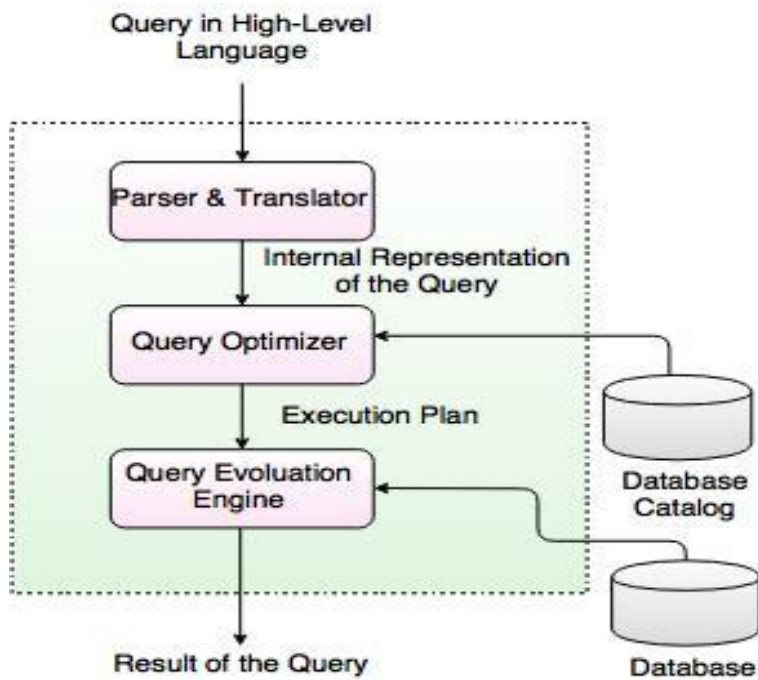 Query in High-Level
Language
Parser & Translator
Internal Representation
of the Query
Query Optimizer
Execution Plan
Query Evoluation
Engine
Database
Catalog
Result of the Query
Database